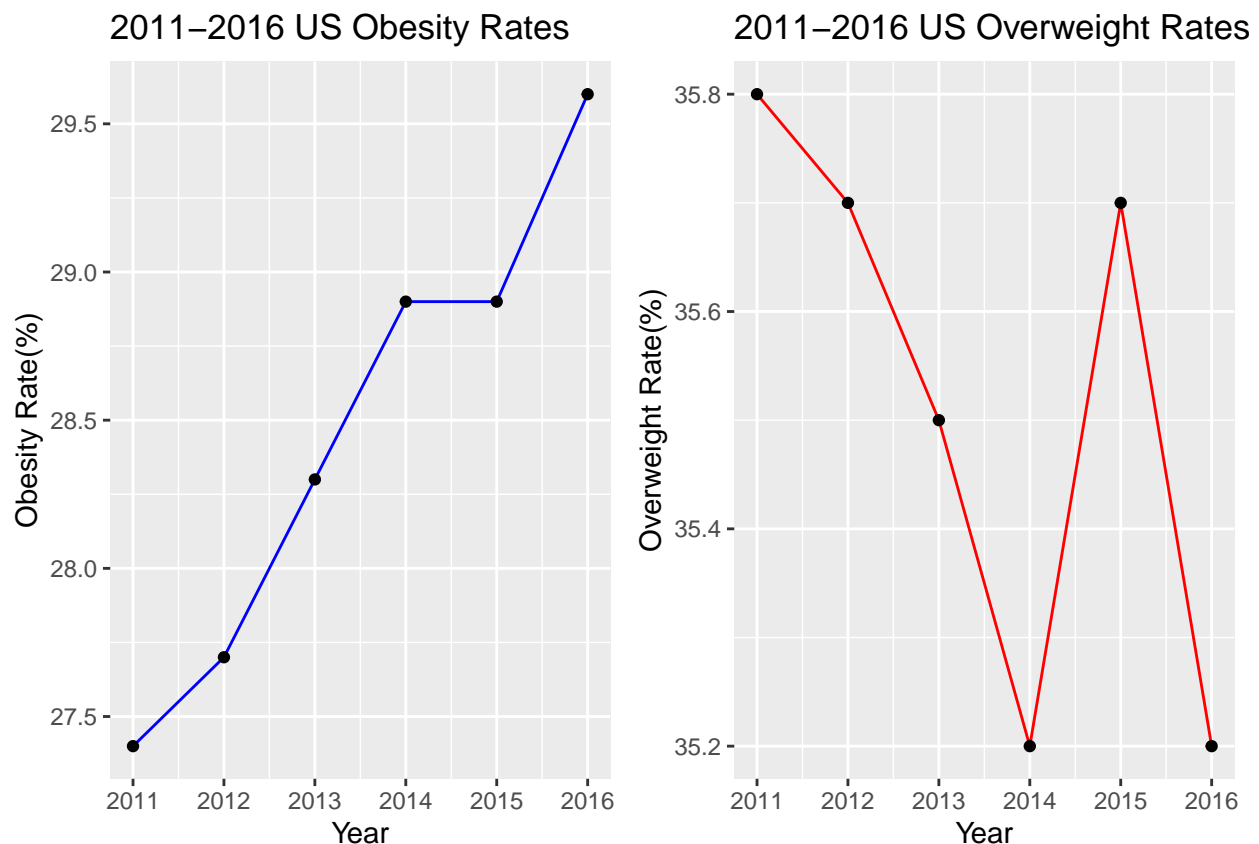 2011–2016 US Obesity Rates
Obesity Rate(%)
29.5
29.0
28.5
28.0
27.5
2011 2012 2013 2014 2015 2016
Year
2011–2016 US Overweight Rates
Overweight Rate(%)
35.8
35.6
35.4
35.2
2011 2012 2013 2014 2015 2016
Year